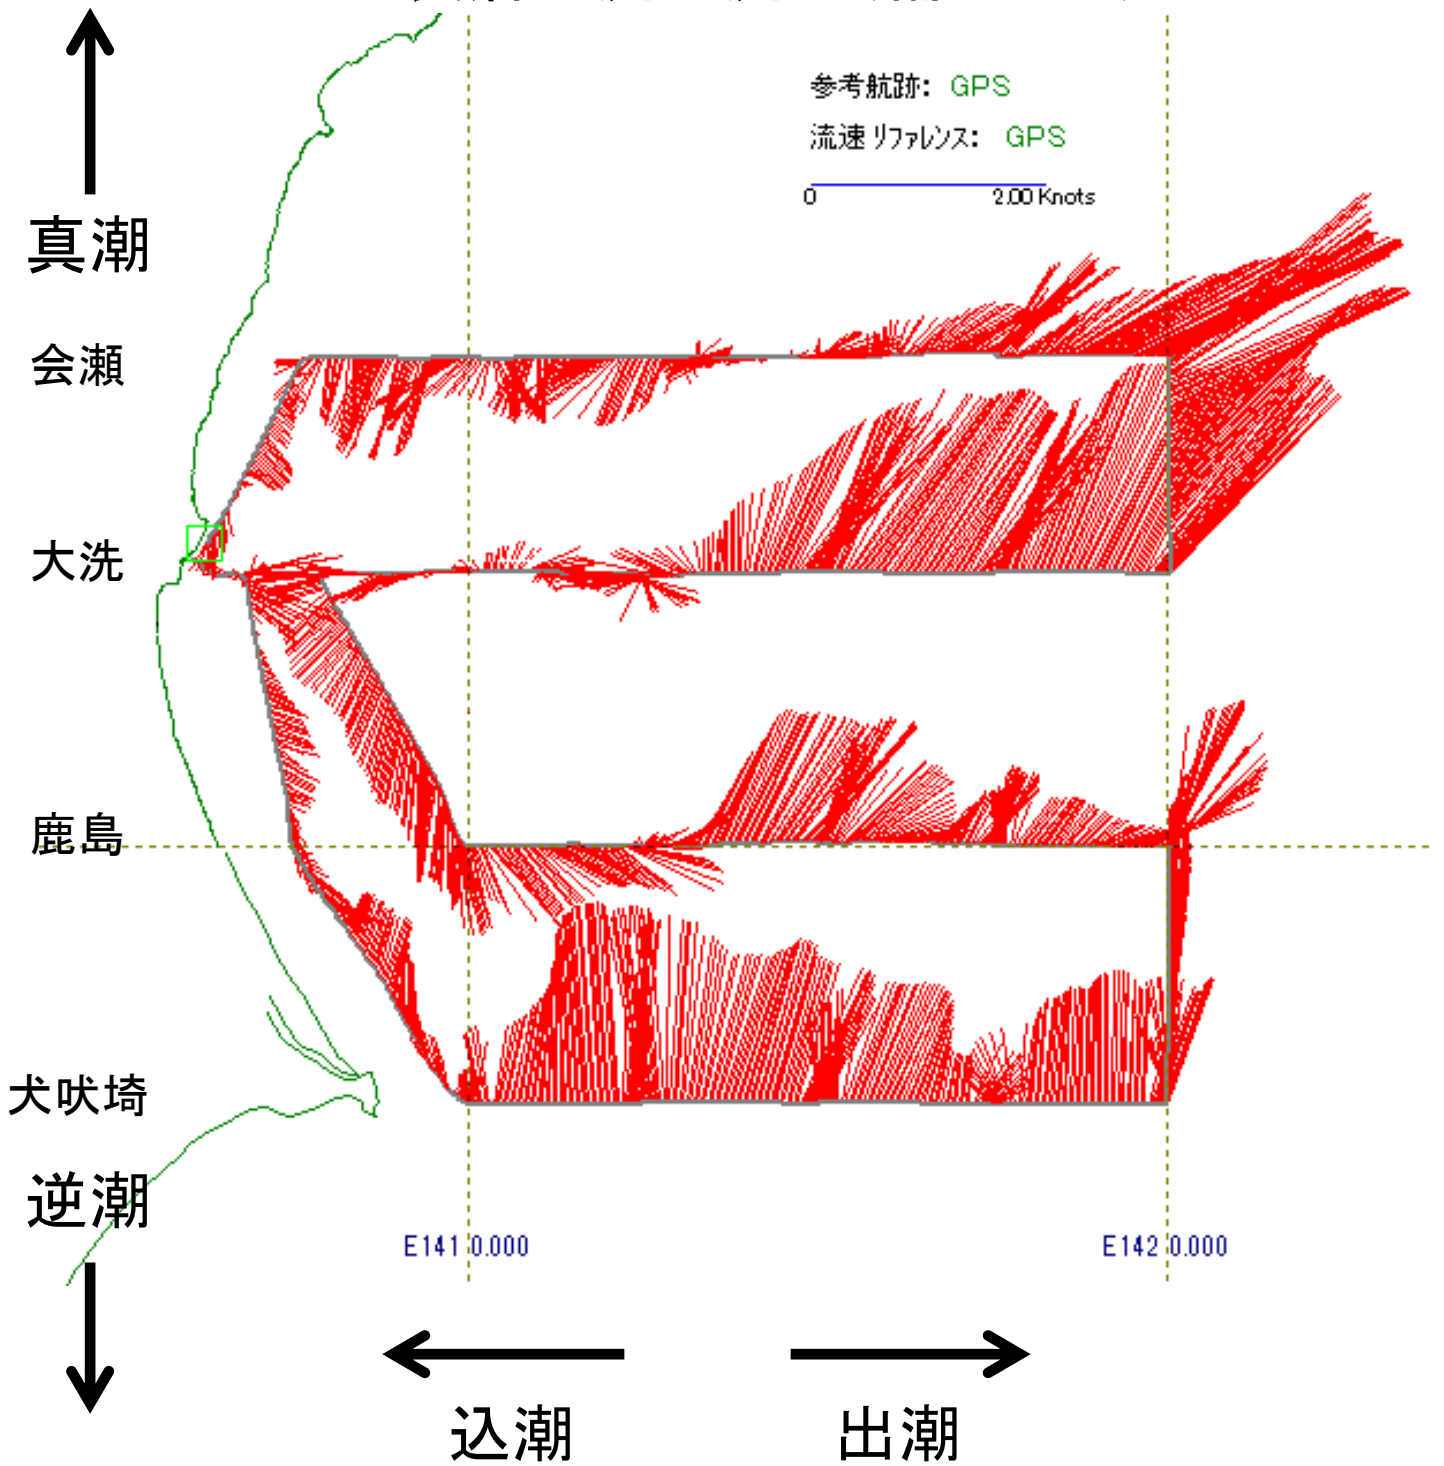 参考航跡: GPS
流速リファレンス: GPS
0 2.00 Knots
真潮
会瀬
大洗
鹿島
犬吠埼
逆潮
E141 0.000
E142 0.000
込潮
出潮